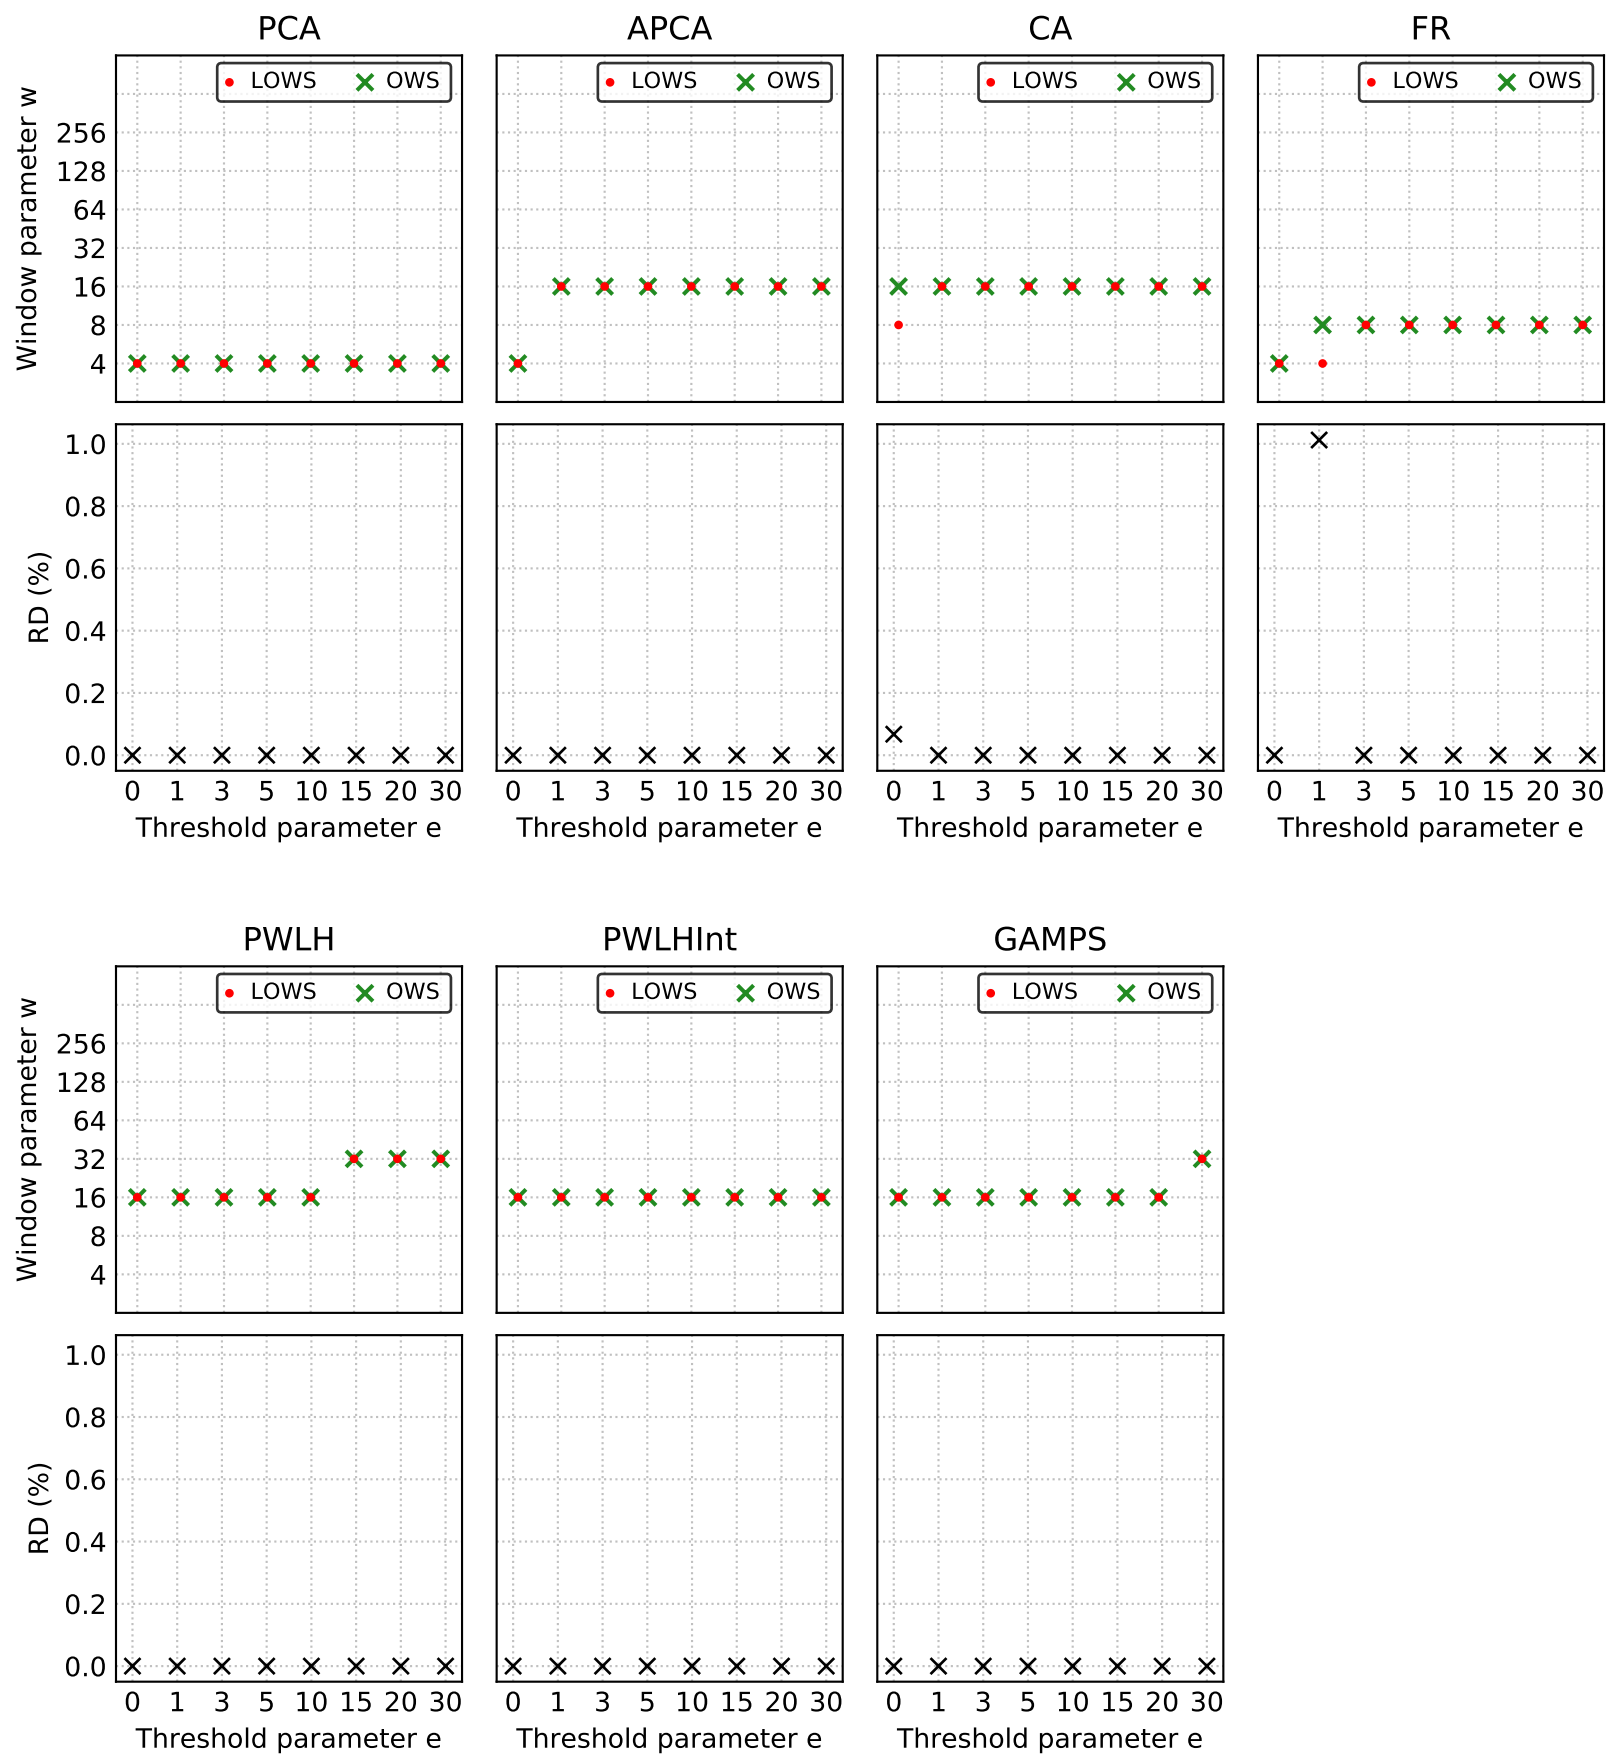 PCA APCA CA FR
LOWS OWS LOWS OWS LOWS OWS LOWS OWS
Window parameter w
256
128
64
32
16
8
4
1.0
0.8
0.6
0.4
0.2
0.0
RD (%)
0 1 3 5 10 15 20 30 0 1 3 5 10 15 20 30 0 1 3 5 10 15 20 30 0 1 3 5 10 15 20 30
Threshold parameter e Threshold parameter e Threshold parameter e Threshold parameter e
PWLH PWLHInt GAMPS
LOWS OWS LOWS OWS LOWS OWS
Window parameter w
256
128
64
32
16
8
4
1.0
0.8
0.6
0.4
0.2
0.0
RD (%)
0 1 3 5 10 15 20 30 0 1 3 5 10 15 20 30 0 1 3 5 10 15 20 30
Threshold parameter e Threshold parameter e Threshold parameter e